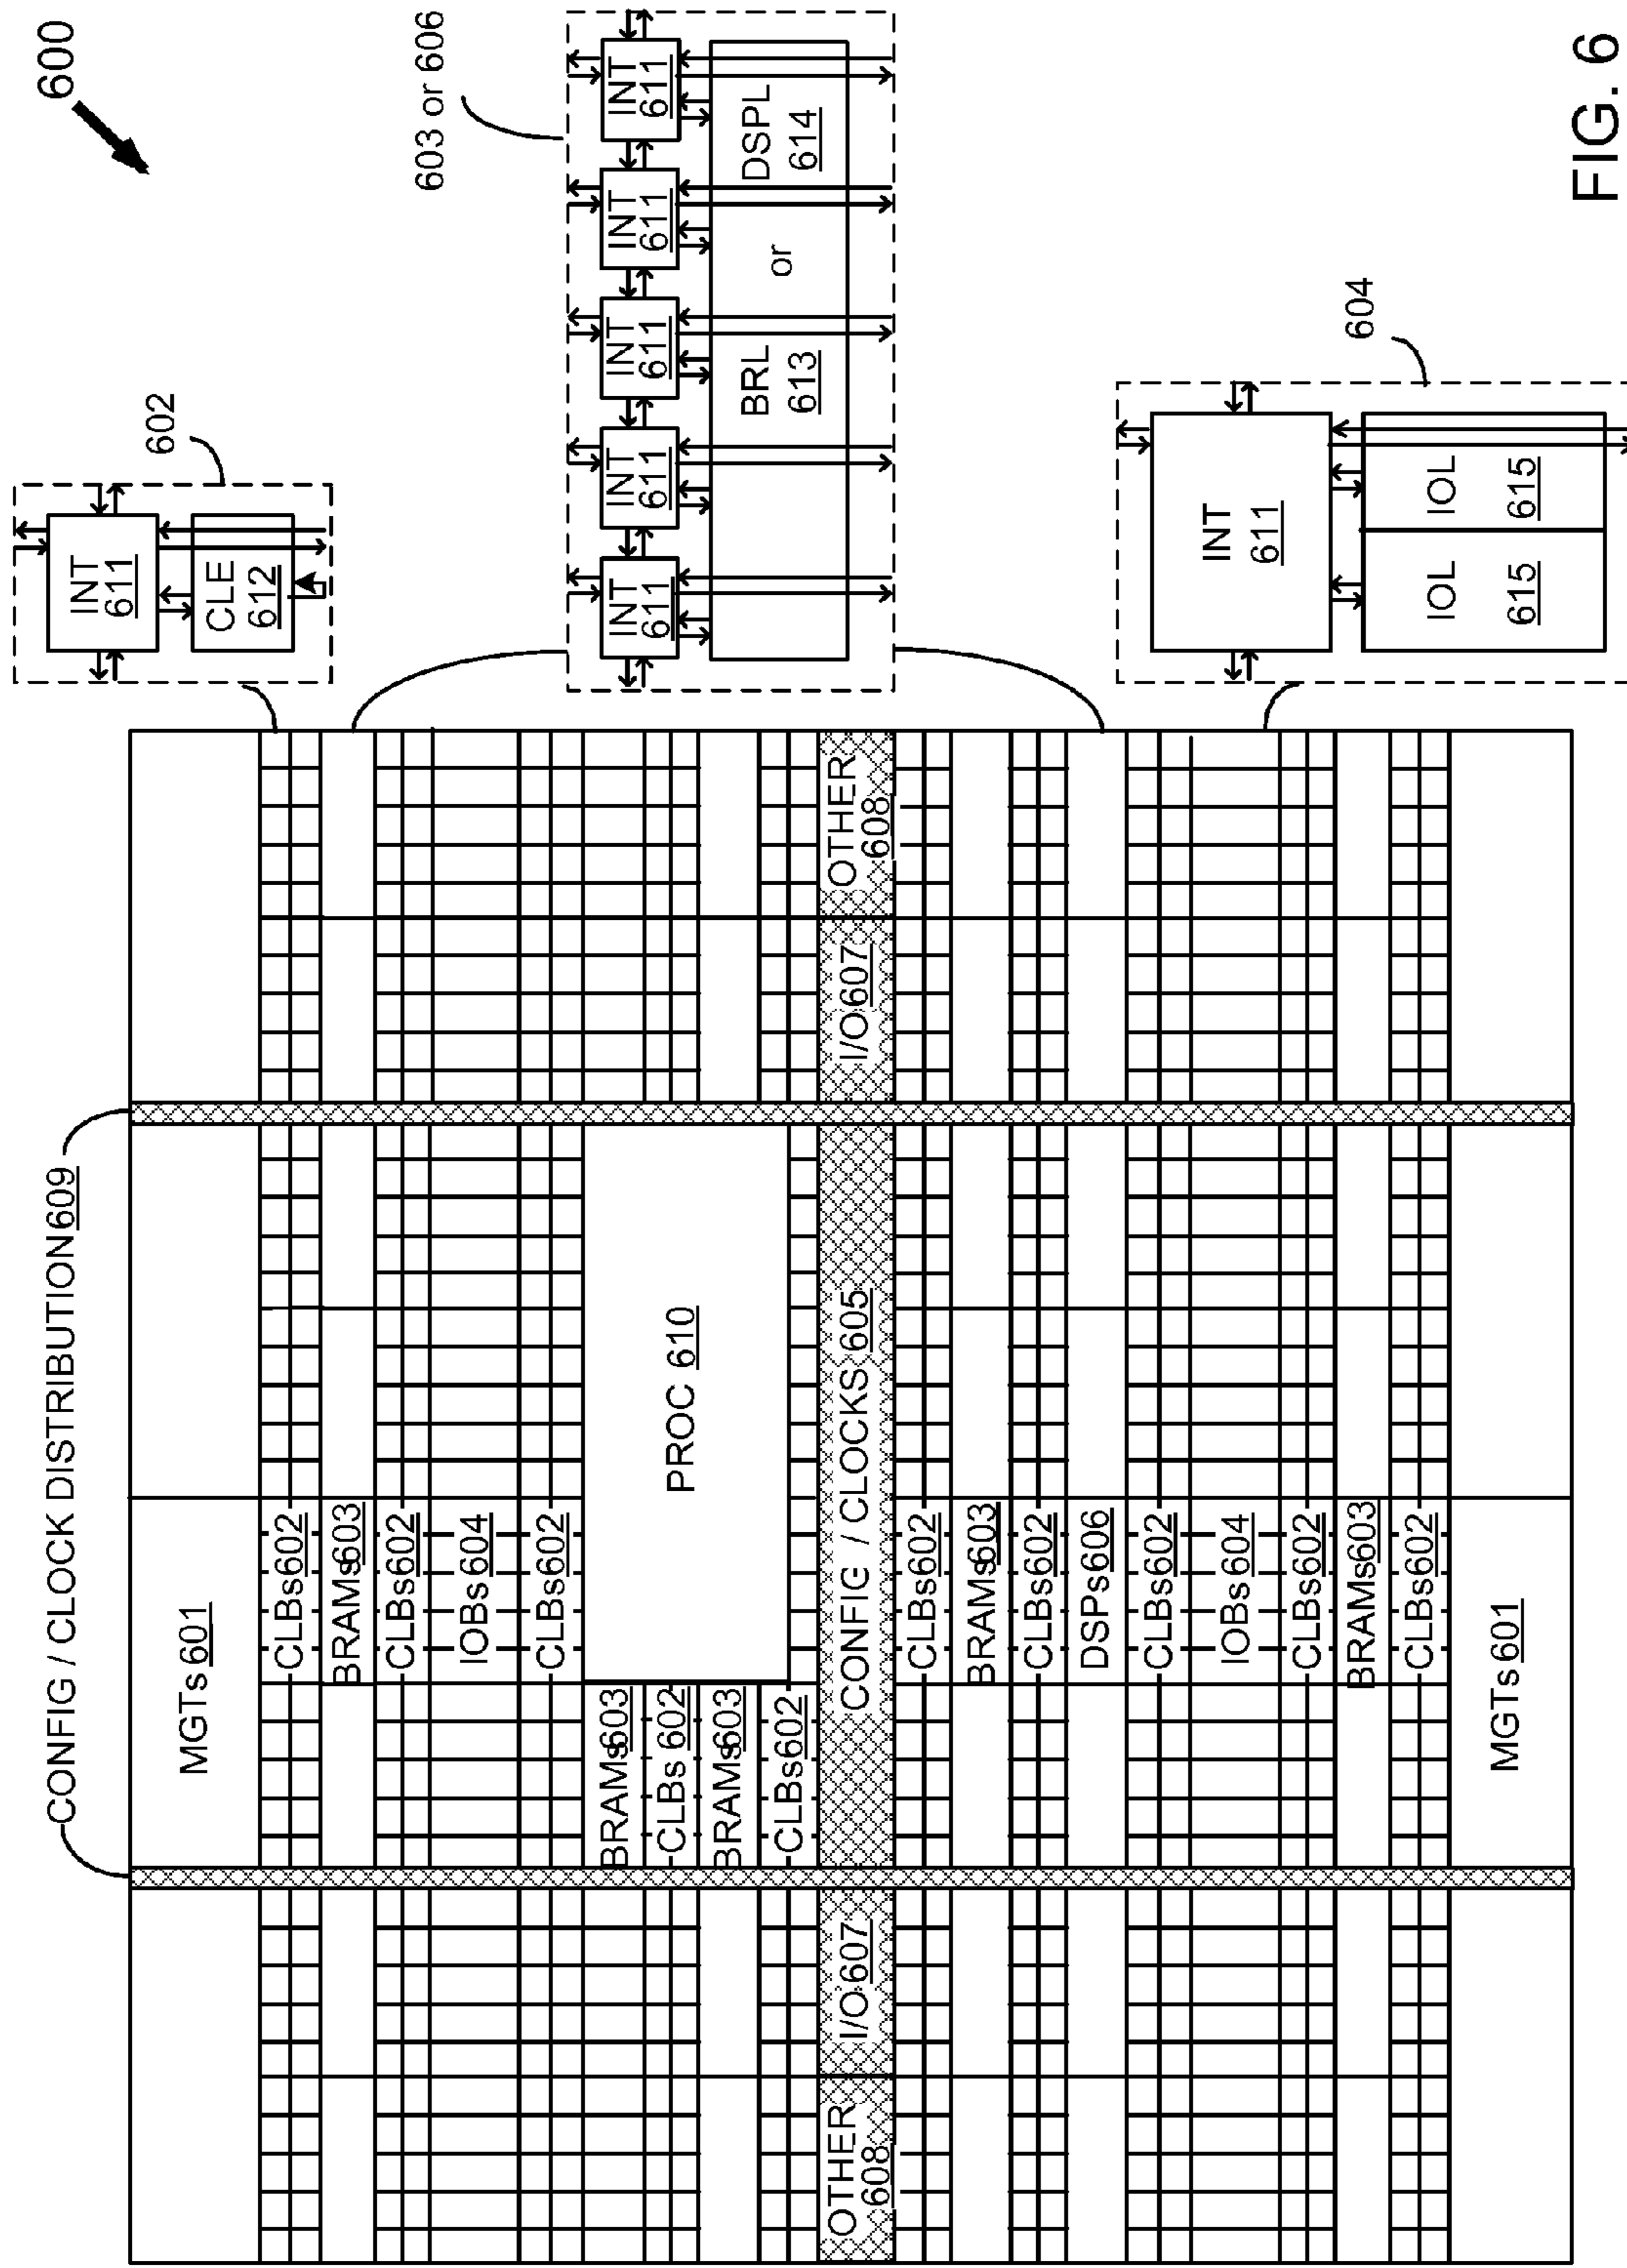 600
CONFIG / CLOCK DISTRIBUTION 609
MGTs 601
CLBs 602
BRAMs 603
CLBs 602
IOBs 604
CLBs 602
BRAMs 603
CLBs 602
BRAMs 603
CLBs 602
PROC 610
OTHER
608
I/O 607
CONFIG / CLOCKS 605
I/O 607
OTHER
608
CLBs 602
BRAMs 603
CLBs 602
DSPs 606
CLBs 602
IOBs 604
CLBs 602
BRAMs 603
CLBs 602
MGTs 601
602
INT
611
CLE
612
603 or 606
INT
611
INT
611
INT
611
INT
611
INT
611
BRL
613
or
DSPL
614
604
INT
611
IOL
615
IOL
615
FIG. 6